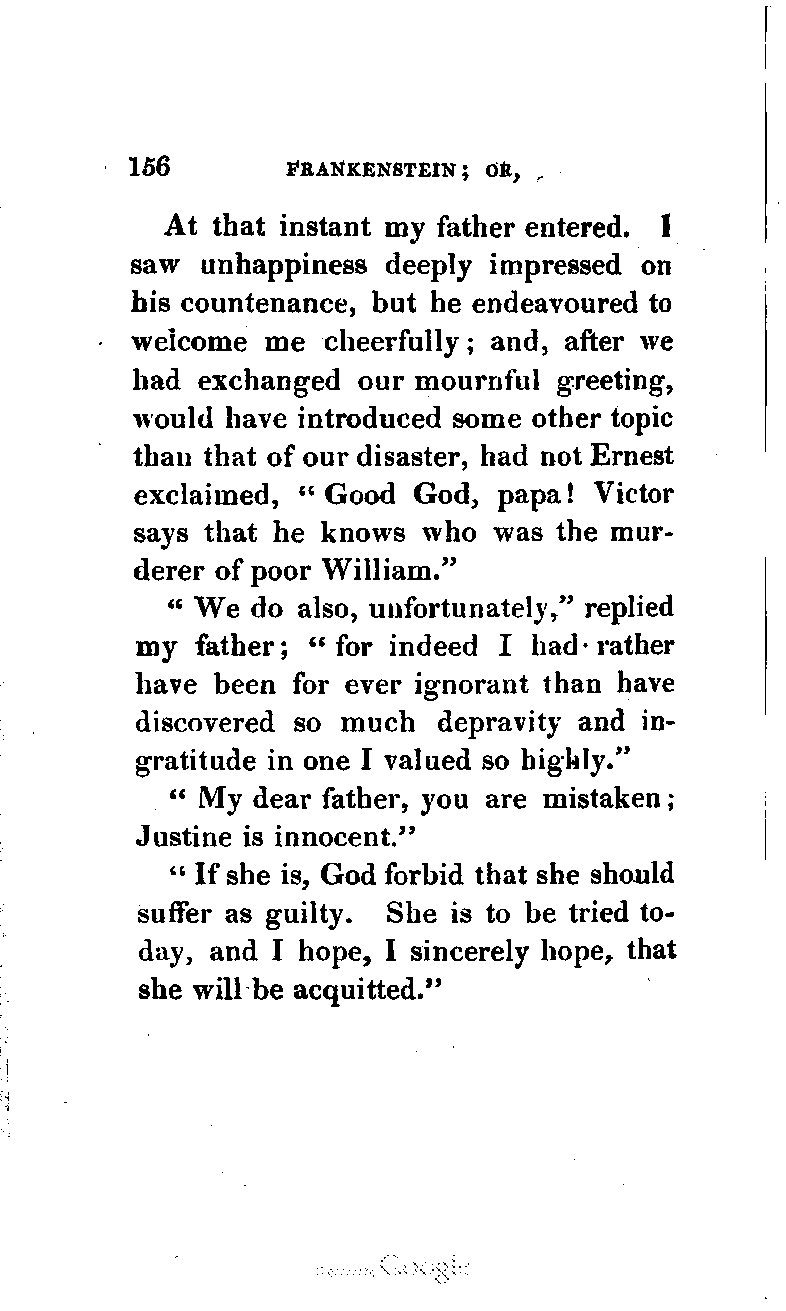 156 FRANKENSTEIN; OR,
At that instant my father entered. I
saw unhappiness deeply impressed on
his countenance, but he endeavoured to
welcome me cheerfully; and, after we
had exchanged our mournful greeting,
would have introduced some other topic
than that of our disaster, had not Ernest
exclaimed, “ Good God, papa! Victor
says that he knows who was the mur-
derer of poor William.”
“ We do also, unfortunately,” replied
my father; “ for indeed I had rather
have been for ever ignorant than have
discovered so much depravity and in-
gratitude in one I valued so highly.”
“ My dear father, you are mistaken;
Justine is innocent.”
“ If she is, God forbid that she should
suffer as guilty. She is to be tried to-
day, and I hope, I sincerely hope, that
she will be acquitted.”
Google